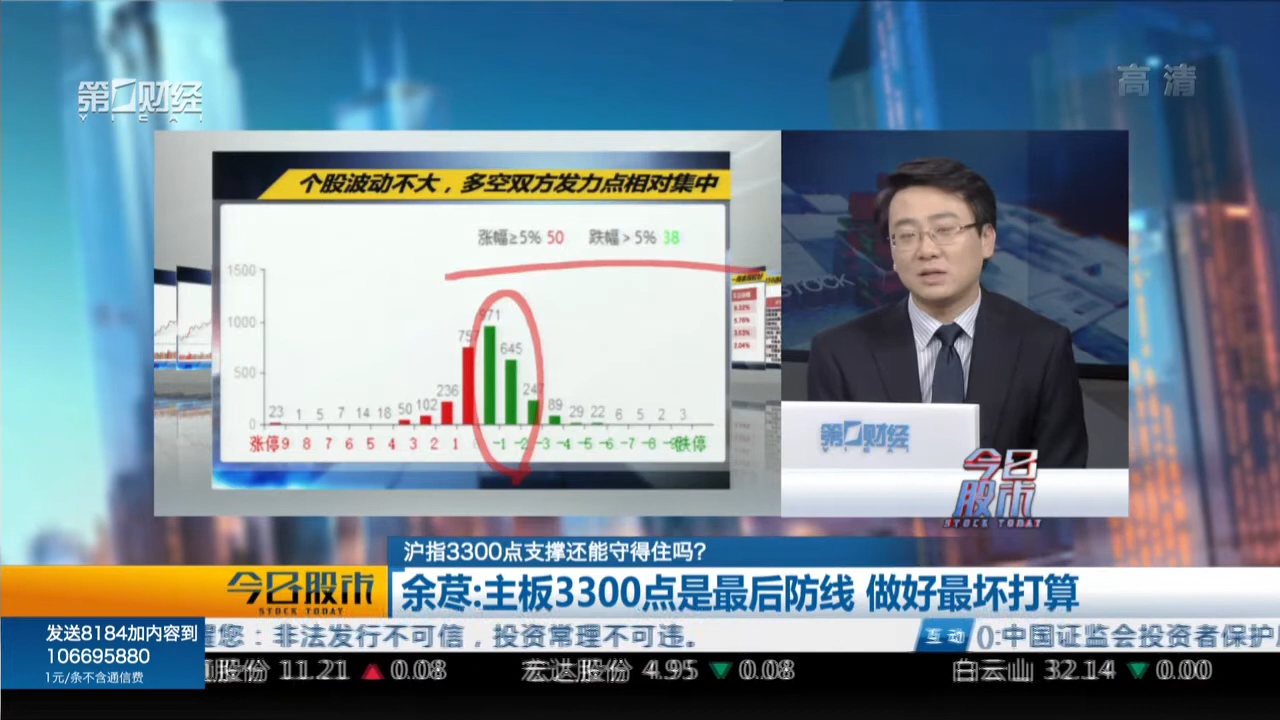 第一财经
YICAI
高清
个股波动不大，多空双方发力点相对集中
涨幅≥5% 50 跌幅>5% 38
1500
1000
500
0
23 1 5 7 14 18 50 102 236 757 971 645 247 89 29 22 6 5 2 3
涨停 9 8 7 6 5 4 3 2 1 -1 -2 -3 -4 -5 -6 -7 -8 跌停
STOCK
第一财经
YICAI
今日股市
STOCK TODAY
沪指3300点支撑还能守得住吗?
今日股市
STOCK TODAY
余荩:主板3300点是最后防线 做好最坏打算
发送8184加内容到
106695880
1元/条不含通信费
您：非法发行不可信，投资常理不可违。
互动
():中国证监会投资者保护
股份 11.21 ▲ 0.08 宏达股份 4.95 ▼ 0.08 白云山 32.14 ▼ 0.00